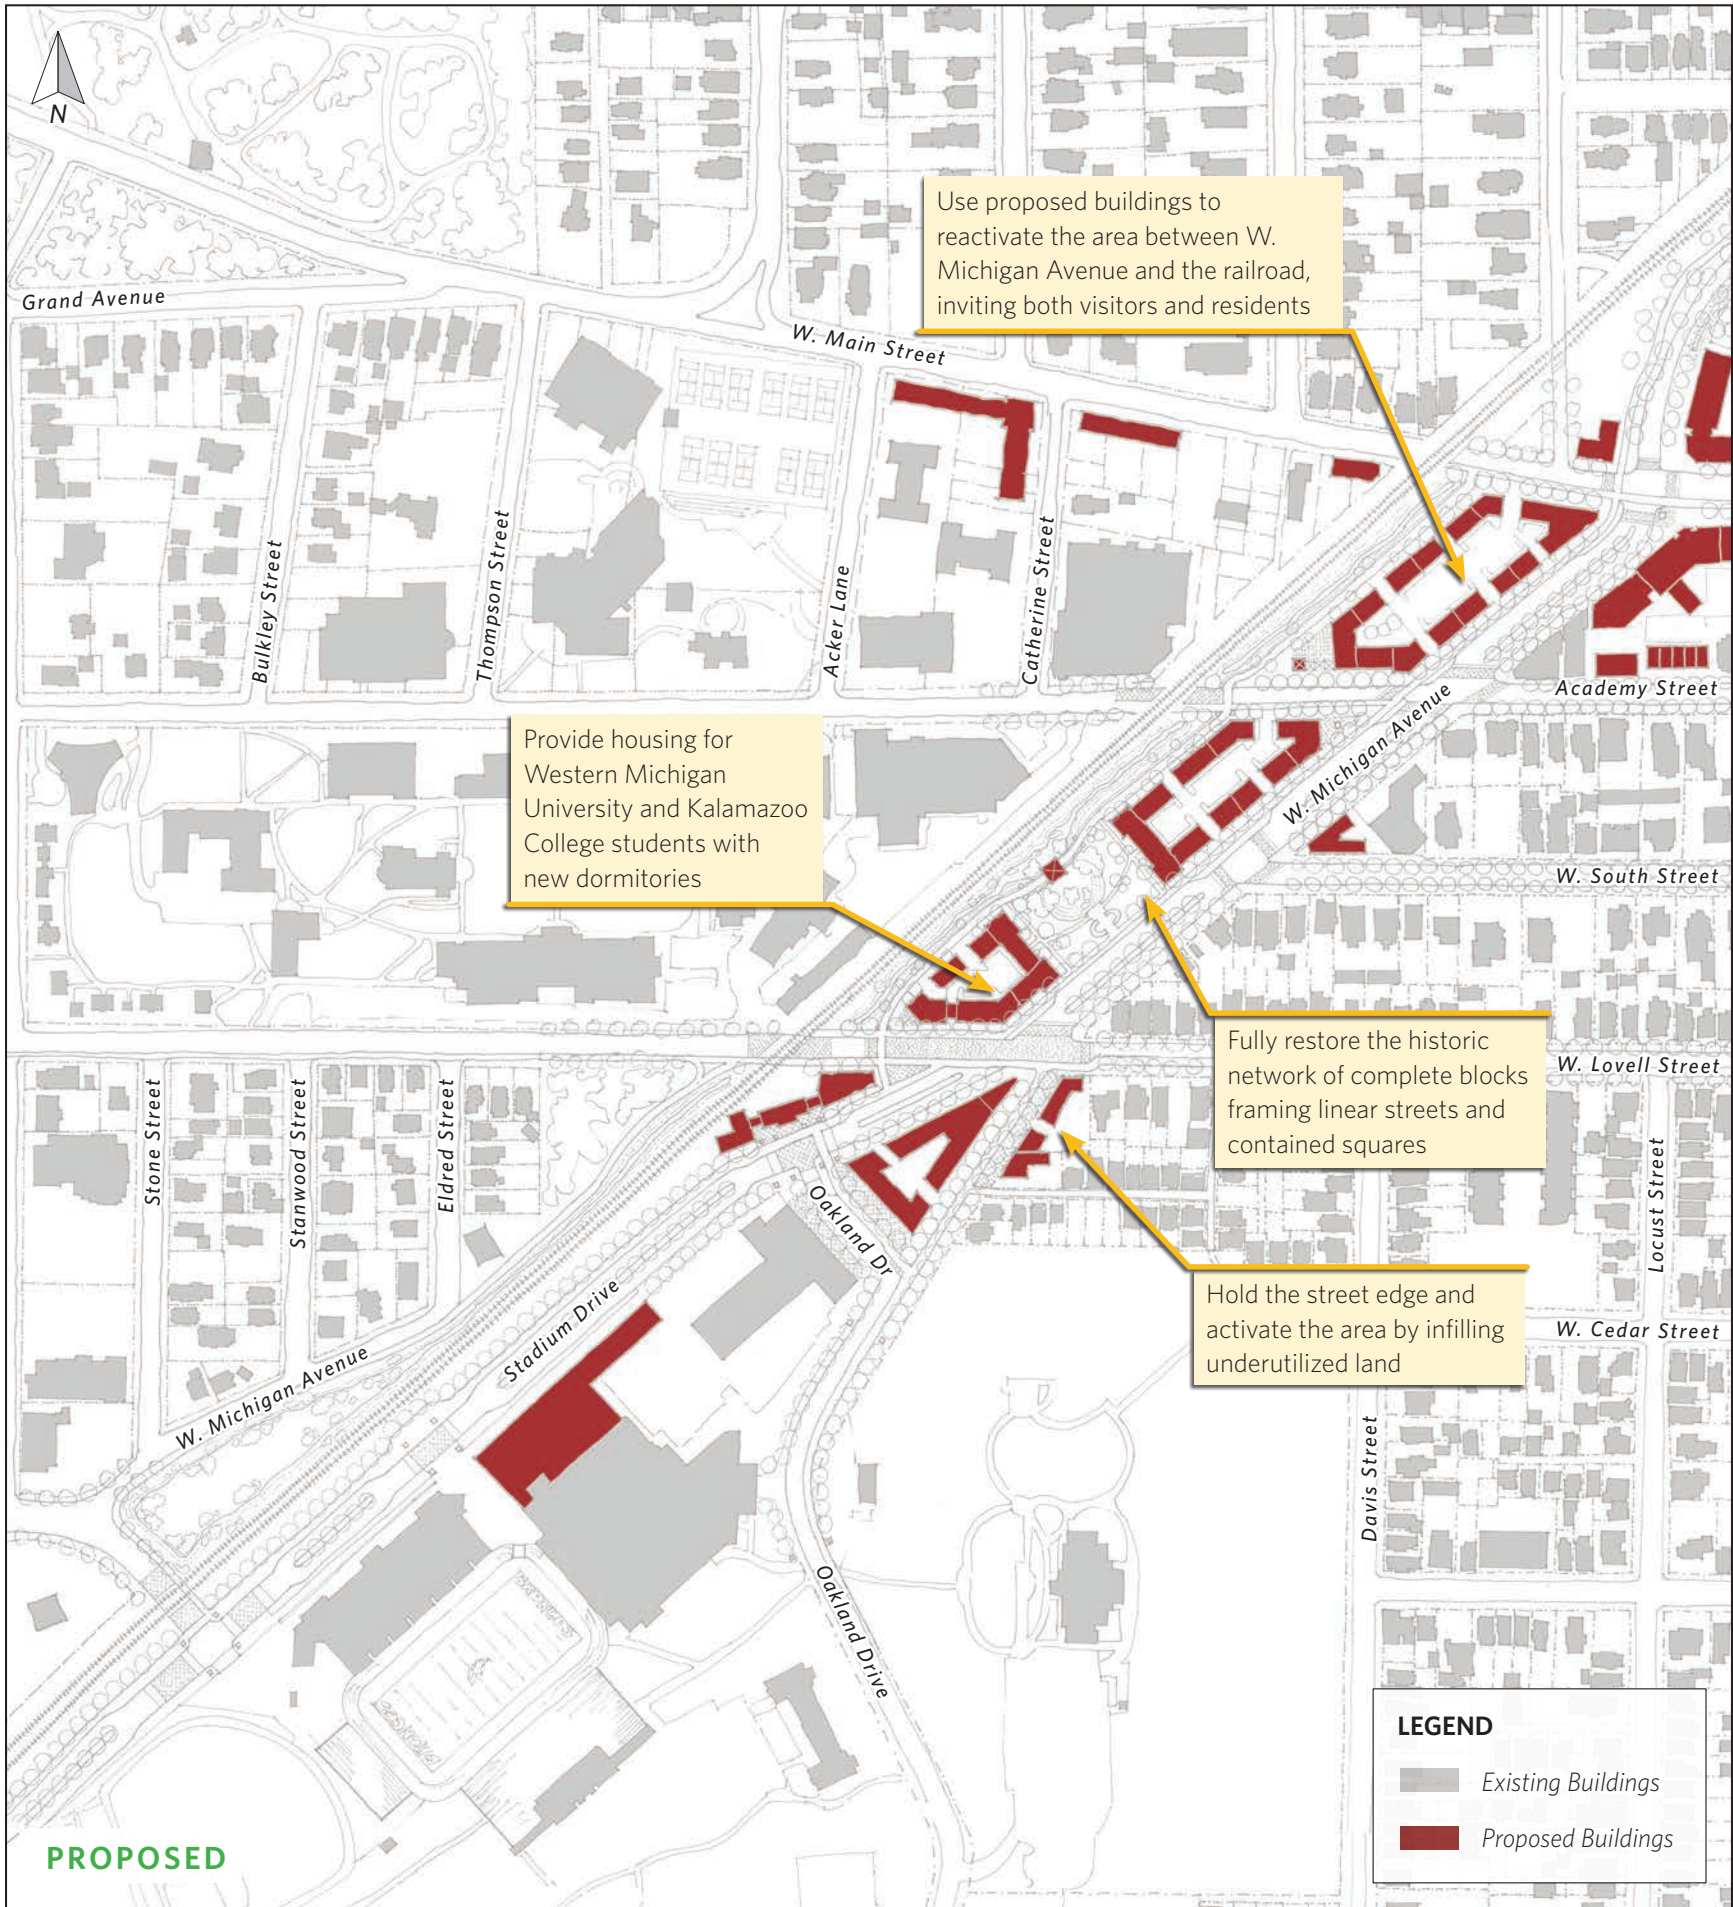 N
Use proposed buildings to
reactivate the area between W.
Michigan Avenue and the railroad,
inviting both visitors and residents
Grand Avenue
W. Main Street
Bulkley Street
Thompson Street
Acker Lane
Catherine Street
Academy Street
Provide housing for
Western Michigan
University and Kalamazoo
College students with
new dormitories
W. Michigan Avenue
W. South Street
Fully restore the historic
network of complete blocks
framing linear streets and
contained squares
W. Lovell Street
Stone Street
Stanwood Street
Eldred Street
Oakland Dr
Locust Street
Hold the street edge and
activate the area by infilling
underutilized land
W. Cedar Street
Stadium Drive
W. Michigan Avenue
Davis Street
Oakland Drive
LEGEND
Existing Buildings
Proposed Buildings
PROPOSED